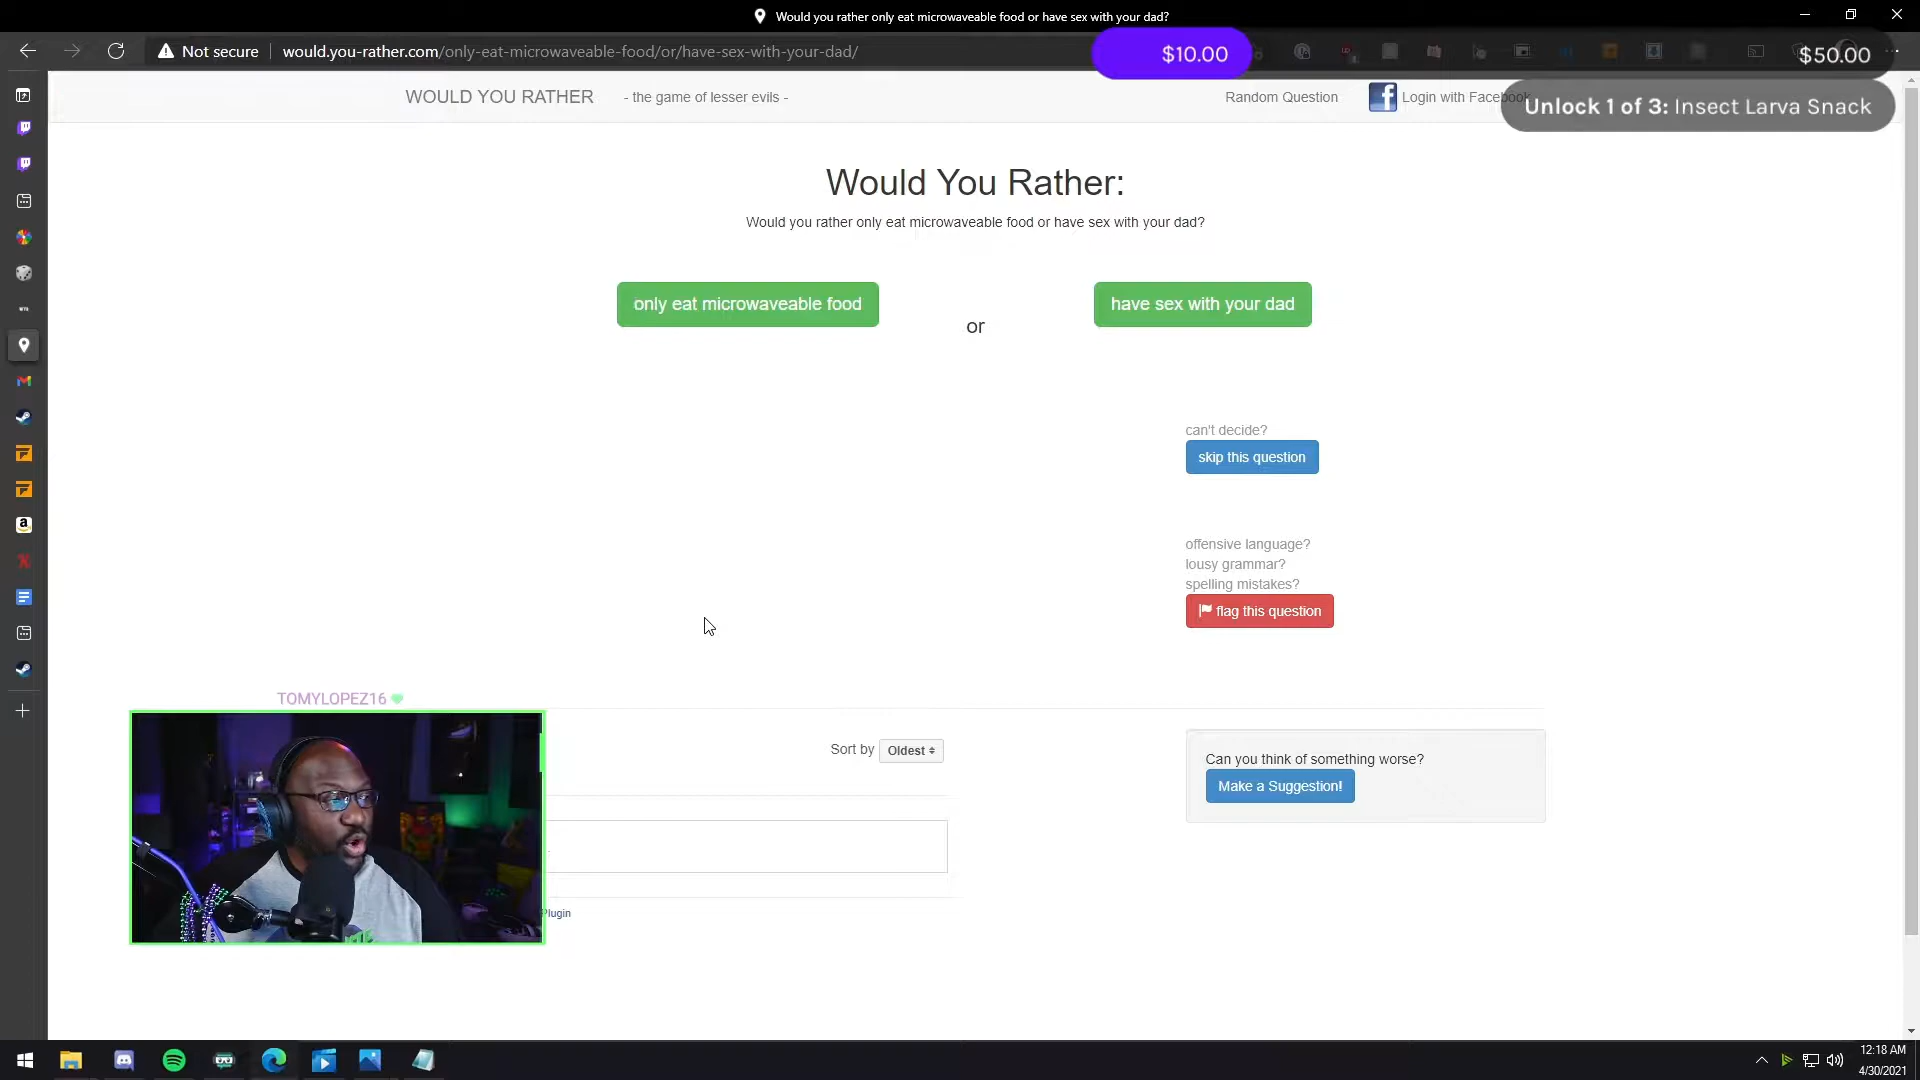 Would you rather only eat microwaveable food or have sex with your dad?
Not secure
would.you-rather.com/only-eat-microwaveable-food/or/have-sex-with-your-dad/
$10.00
$50.00
WOULD YOU RATHER
- the game of lesser evils -
Random Question
Login with Facebook
Unlock 1 of 3: Insect Larva Snack
Would You Rather:
Would you rather only eat microwaveable food or have sex with your dad?
only eat microwaveable food
or
have sex with your dad
can't decide?
skip this question
offensive language?
lousy grammar?
spelling mistakes?
flag this question
TOMYLOPEZ16
Sort by Oldest
Can you think of something worse?
Make a Suggestion!
Plugin
12:18 AM
4/30/2021